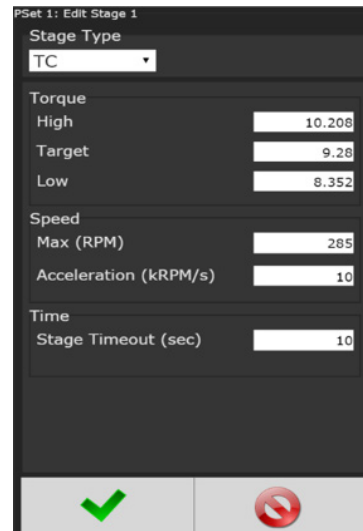 PSet 1: Edit Stage 1
Stage Type
TC
Torque
High 10.208
Target 9.28
Low 8.352
Speed
Max (RPM) 285
Acceleration (kRPM/s) 10
Time
Stage Timeout (sec) 10